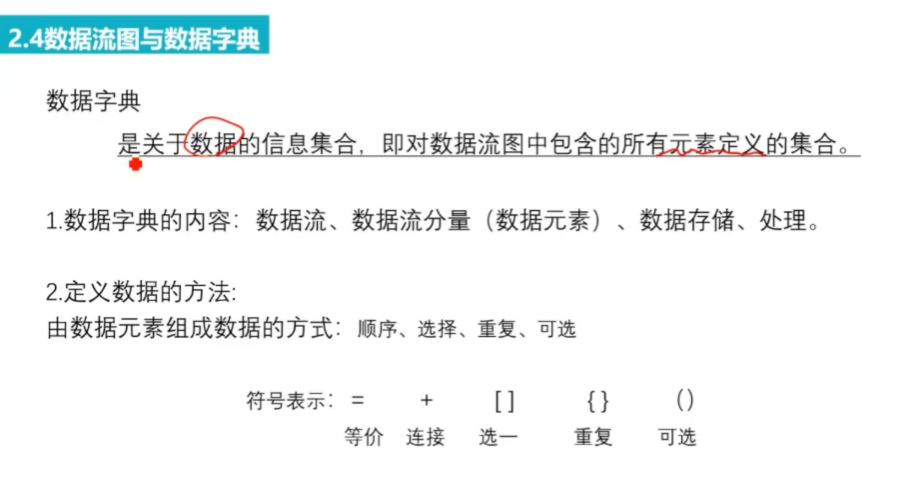 2.4数据流图与数据字典
数据字典
是关于数据的信息集合，即对数据流图中包含的所有元素定义的集合。
1.数据字典的内容：数据流、数据流分量（数据元素）、数据存储、处理。
2.定义数据的方法:
由数据元素组成数据的方式：顺序、选择、重复、可选
符号表示： = + [ ] { } （）
等价 连接 选一 重复 可选